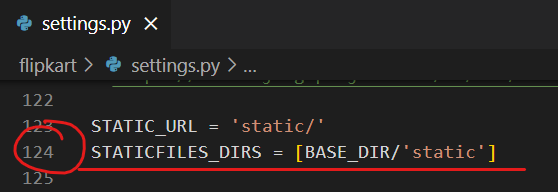 settings.py ×
flipkart > settings.py > ...
122
123 STATIC_URL = 'static/'
124 STATICFILES_DIRS = [BASE_DIR/'static']
125